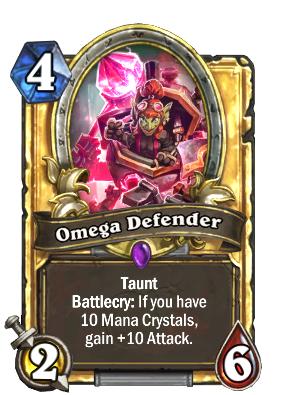 4
Omega Defender
Taunt
Battlecry: If you have
10 Mana Crystals,
gain +10 Attack.
2
6